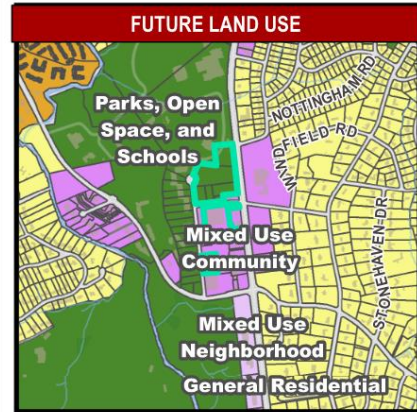 FUTURE LAND USE
NOTTINGHAM RD
Parks, Open
Space, and
Schools
WINDFIELD RD
Mixed Use
Community
STONEHAVEN DR
Mixed Use
Neighborhood
General Residential